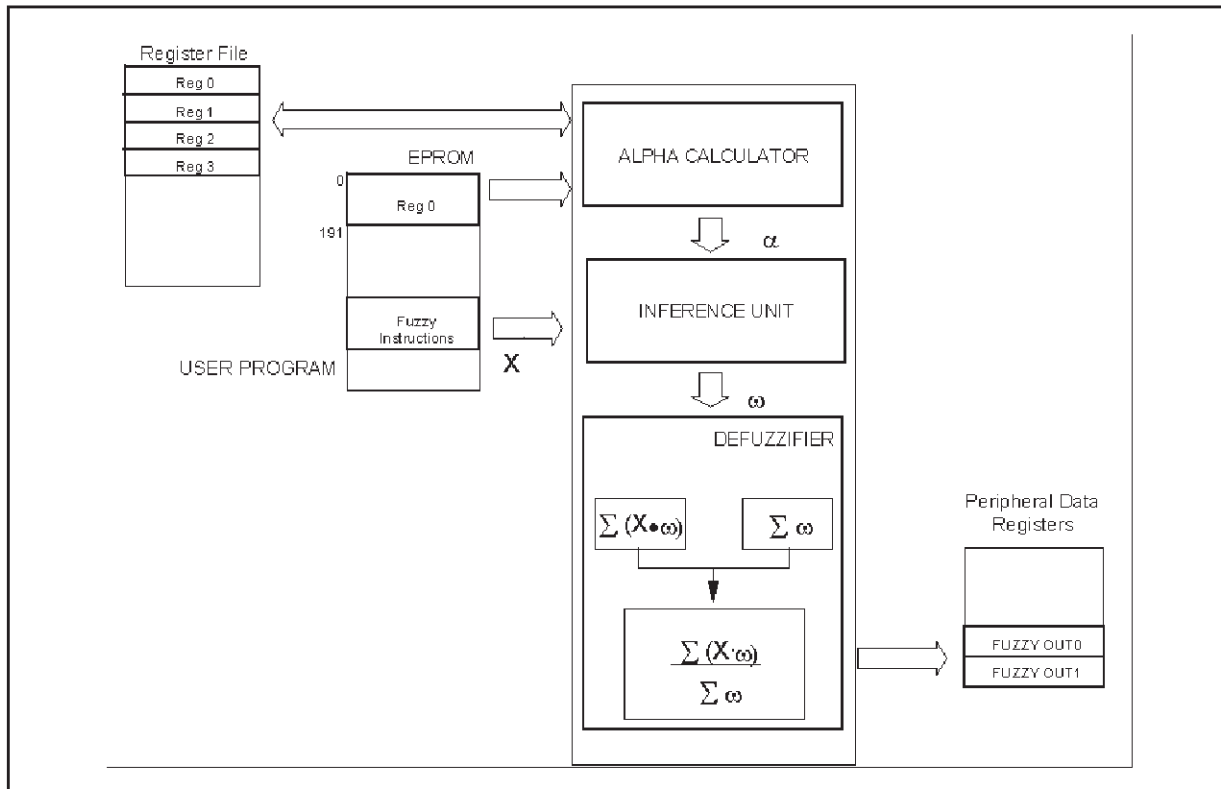 Register File
Reg 0
Reg 1
Reg 2
Reg 3
EPROM
0
Reg 0
191
Fuzzy
Instructions
USER PROGRAM
X
ALPHA CALCULATOR
α
INFERENCE UNIT
ω
DEFUZZIFIER
∑ (X•ω)
∑ ω
∑ (X·ω)
∑ ω
Peripheral Data
Registers
FUZZY OUT0
FUZZY OUT1